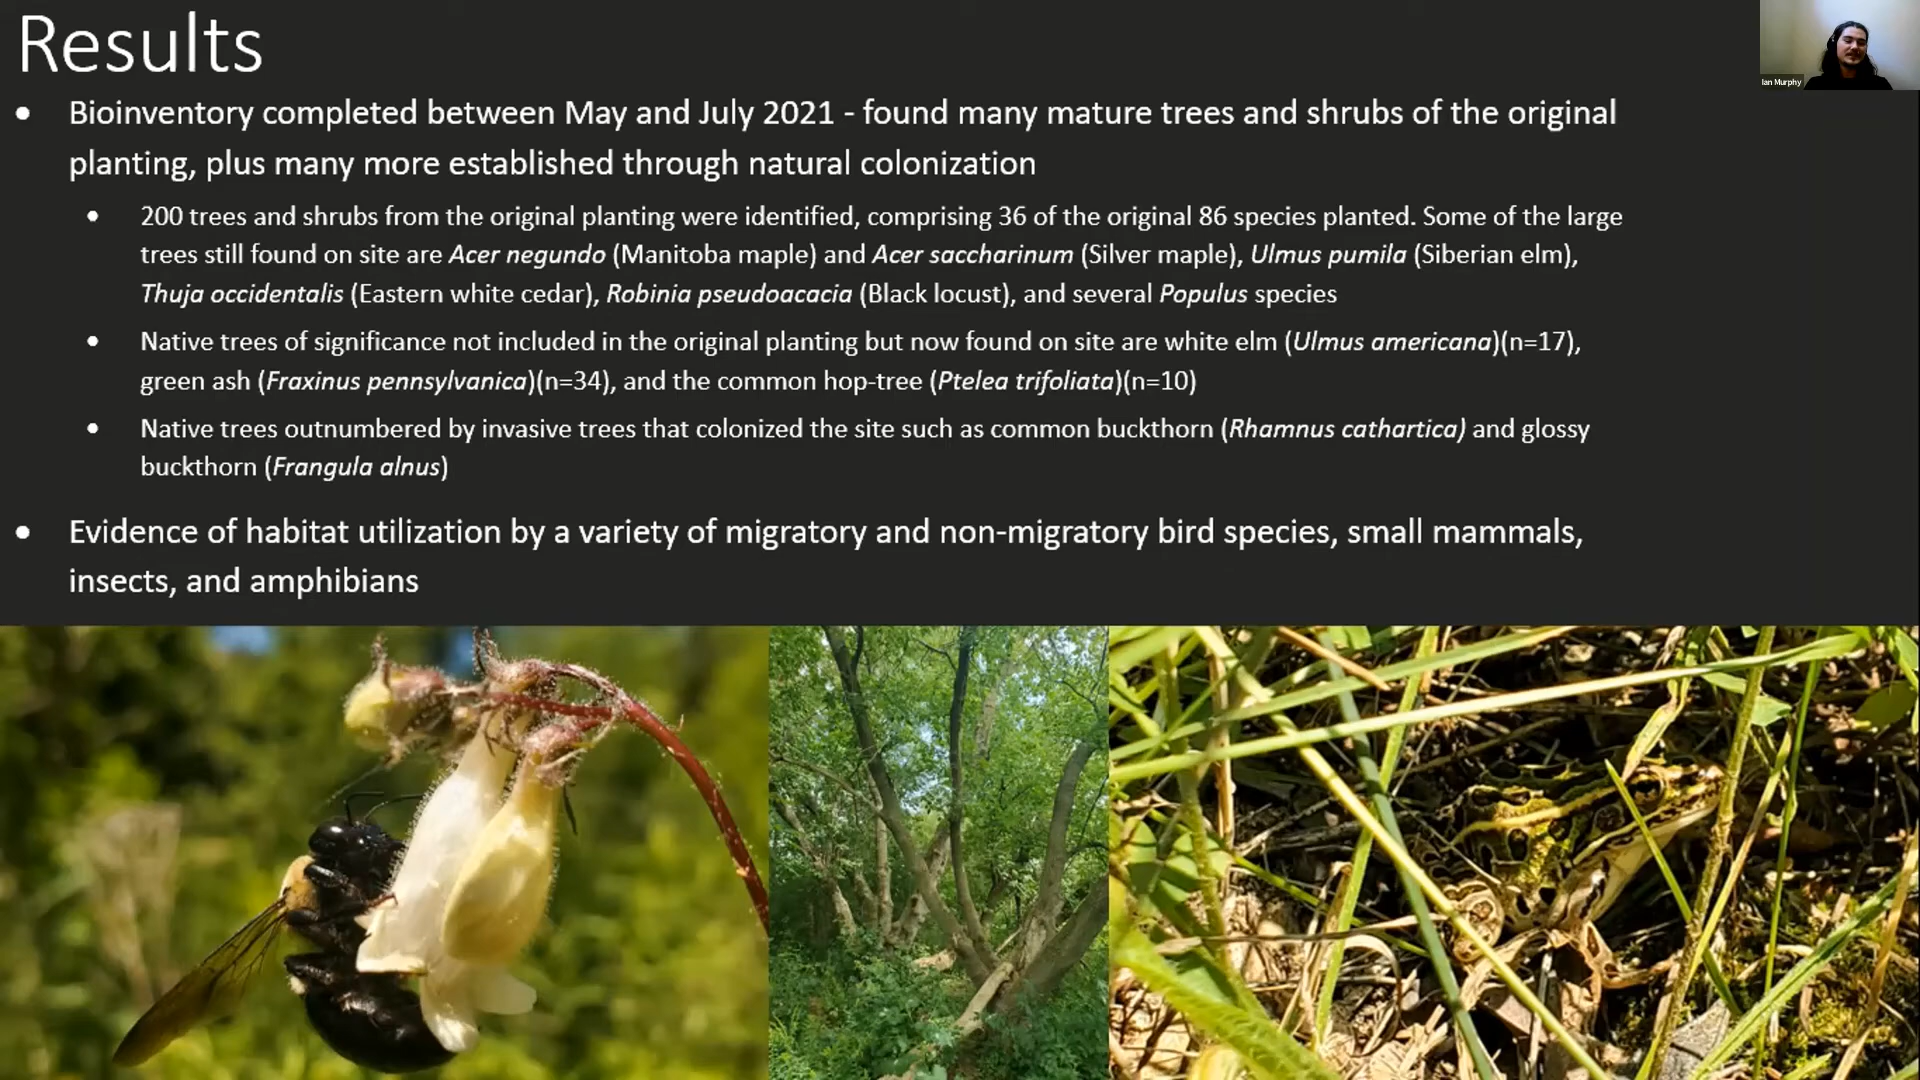 Results
Ian Murphy
• Bioinventory completed between May and July 2021 - found many mature trees and shrubs of the original
planting, plus many more established through natural colonization
• 200 trees and shrubs from the original planting were identified, comprising 36 of the original 86 species planted. Some of the large
trees still found on site are Acer negundo (Manitoba maple) and Acer saccharinum (Silver maple), Ulmus pumila (Siberian elm),
Thuja occidentalis (Eastern white cedar), Robinia pseudoacacia (Black locust), and several Populus species
• Native trees of significance not included in the original planting but now found on site are white elm (Ulmus americana)(n=17),
green ash (Fraxinus pennsylvanica)(n=34), and the common hop-tree (Ptelea trifoliata)(n=10)
• Native trees outnumbered by invasive trees that colonized the site such as common buckthorn (Rhamnus cathartica) and glossy
buckthorn (Frangula alnus)
• Evidence of habitat utilization by a variety of migratory and non-migratory bird species, small mammals,
insects, and amphibians